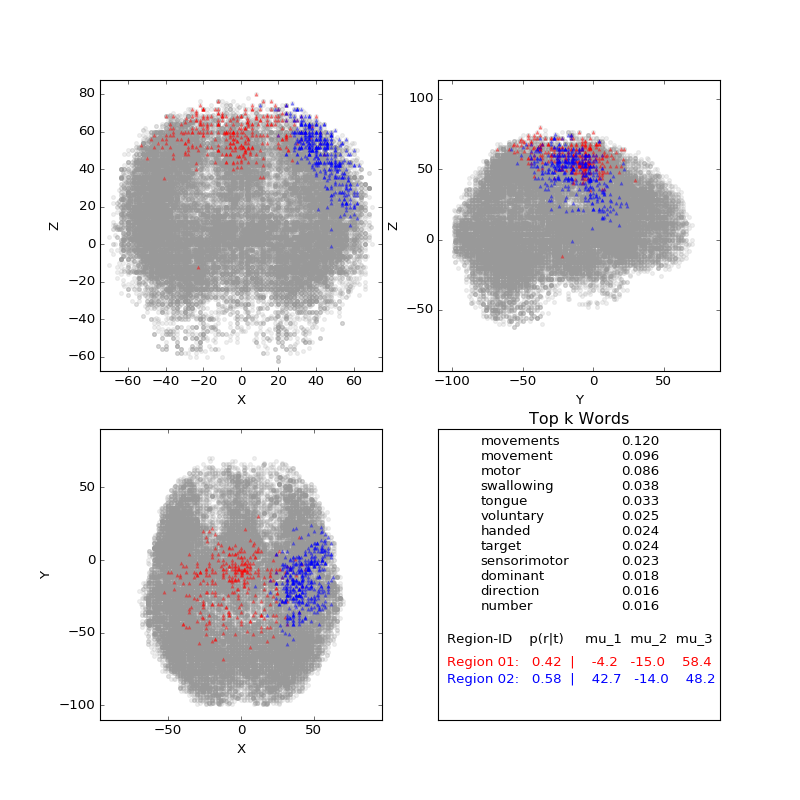 80
60
40
20
0
−20
−40
−60
Z
−60 −40 −20 0 20 40 60
X
100
50
0
−50
Z
−100 −50 0 50
Y
50
0
−50
−100
Y
−50 0 50
X
Top k Words
movements 0.120
movement 0.096
motor 0.086
swallowing 0.038
tongue 0.033
voluntary 0.025
handed 0.024
target 0.024
sensorimotor 0.023
dominant 0.018
direction 0.016
number 0.016
Region-ID p(r|t) mu_1 mu_2 mu_3
Region 01: 0.42 | -4.2 -15.0 58.4
Region 02: 0.58 | 42.7 -14.0 48.2